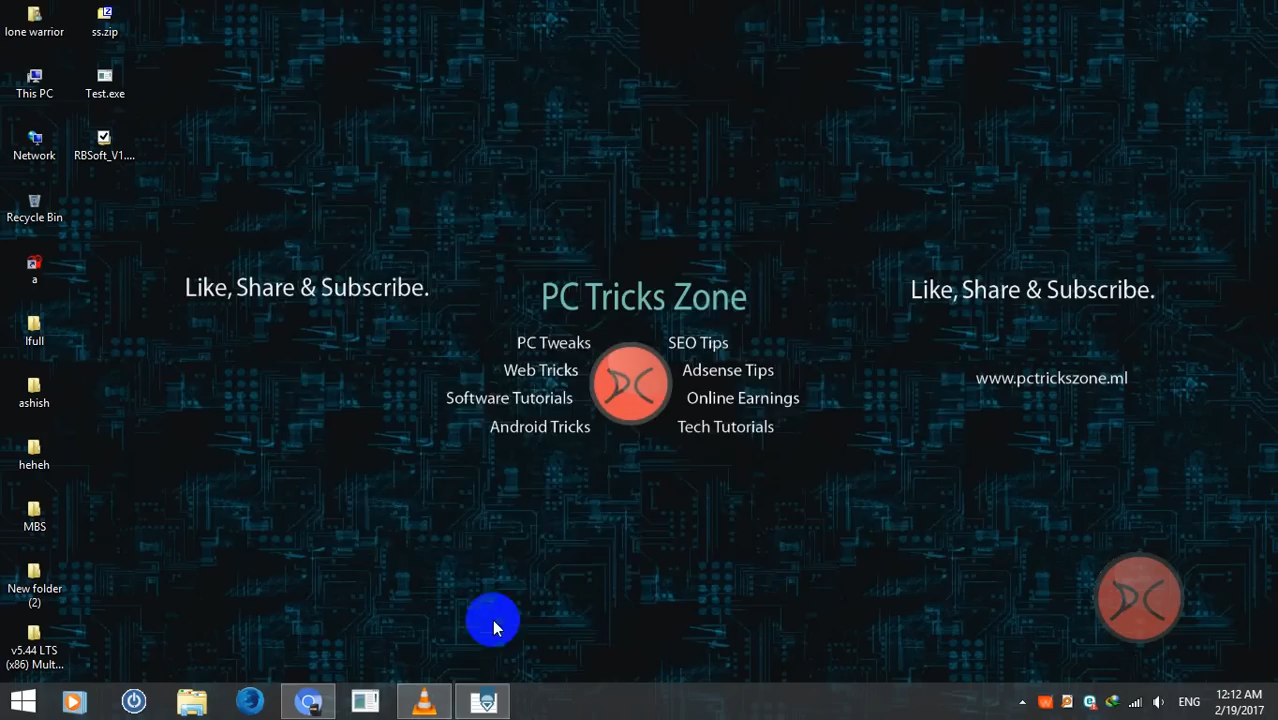 lone warrior
ss.zip
This PC
Test.exe
Network
RBSoft_V1....
Recycle Bin
a
lfull
ashish
heheh
MBS
New folder
(2)
v5.44 LTS
(x86) Mult...
Like, Share & Subscribe.
PC Tricks Zone
PC Tweaks
SEO Tips
Web Tricks
Adsense Tips
Software Tutorials
Online Earnings
Android Tricks
Tech Tutorials
PC
Like, Share & Subscribe.
www.pctrickszone.ml
PC
ENG
12:12 AM
2/19/2017